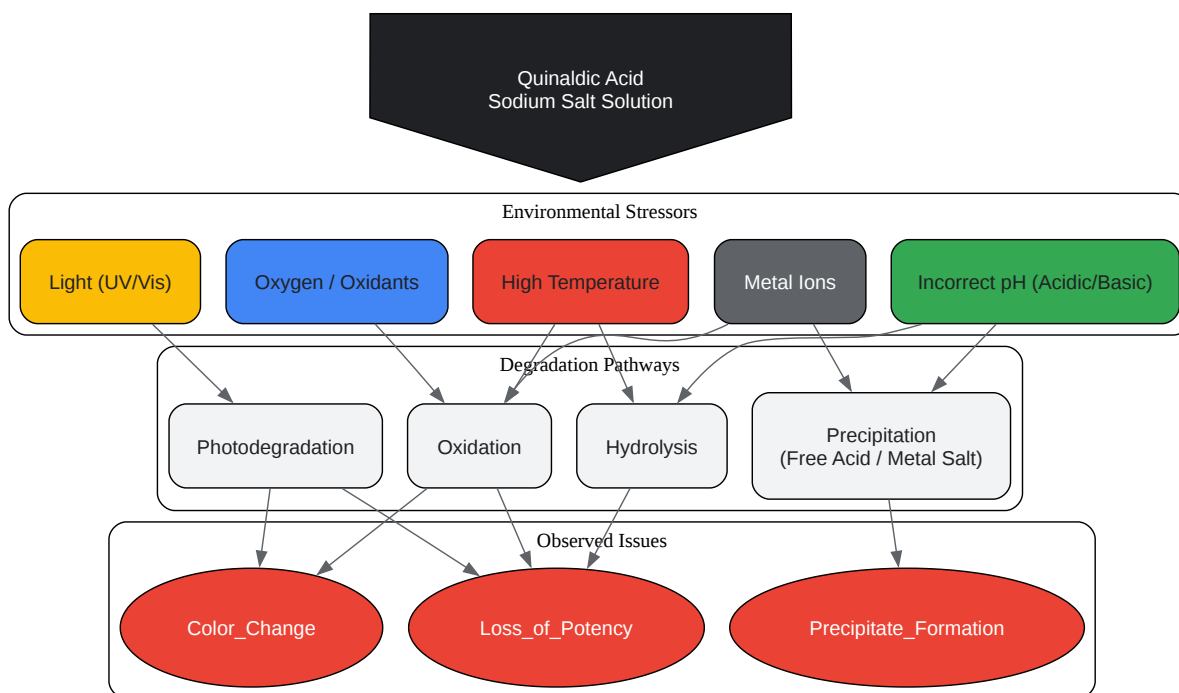 Quinaldic Acid
Sodium Salt Solution
Environmental Stressors
Light (UV/Vis)
Oxygen / Oxidants
High Temperature
Metal Ions
Incorrect pH (Acidic/Basic)
Degradation Pathways
Photodegradation
Oxidation
Hydrolysis
Precipitation
(Free Acid / Metal Salt)
Observed Issues
Color_Change
Loss_of_Potency
Precipitate_Formation